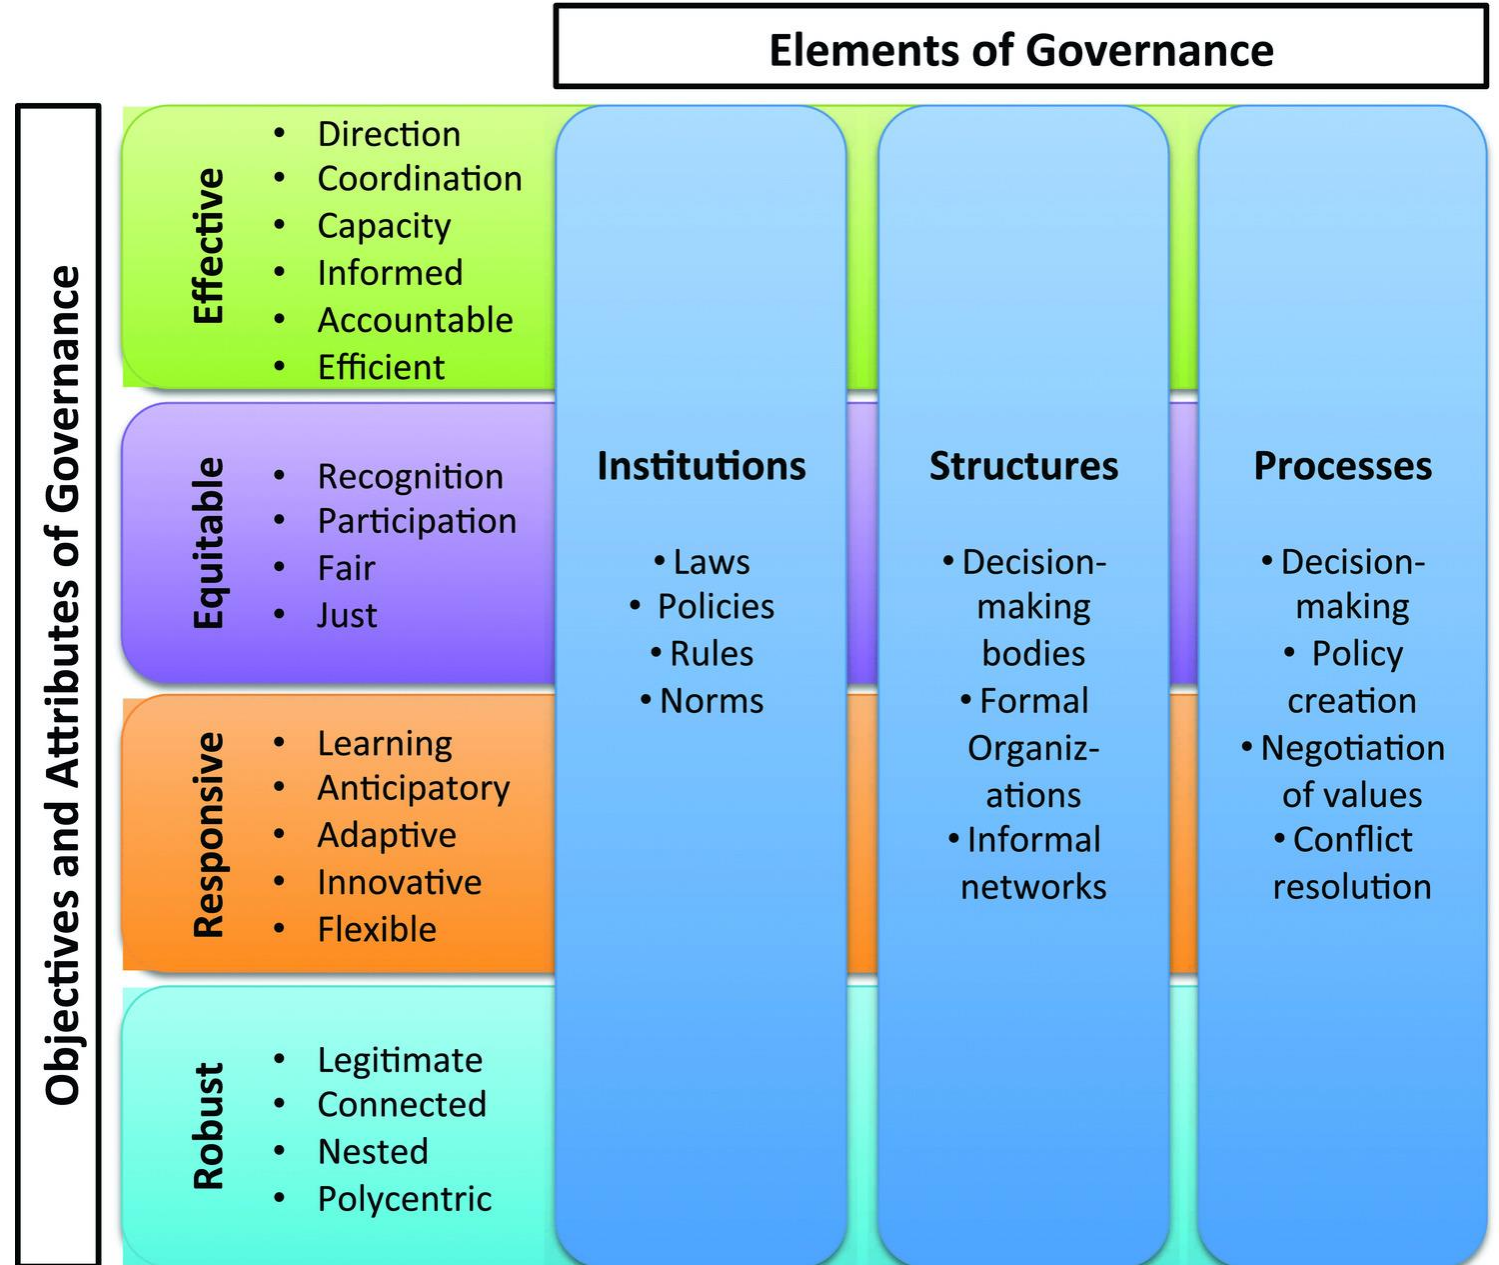 Elements of Governance
Objectives and Attributes of Governance
Effective
• Direction
• Coordination
• Capacity
• Informed
• Accountable
• Efficient
Equitable
• Recognition
• Participation
• Fair
• Just
Responsive
• Learning
• Anticipatory
• Adaptive
• Innovative
• Flexible
Robust
• Legitimate
• Connected
• Nested
• Polycentric
Institutions
• Laws
• Policies
• Rules
• Norms
Structures
• Decision-
making
bodies
• Formal
Organiz-
ations
• Informal
networks
Processes
• Decision-
making
• Policy
creation
• Negotiation
of values
• Conflict
resolution